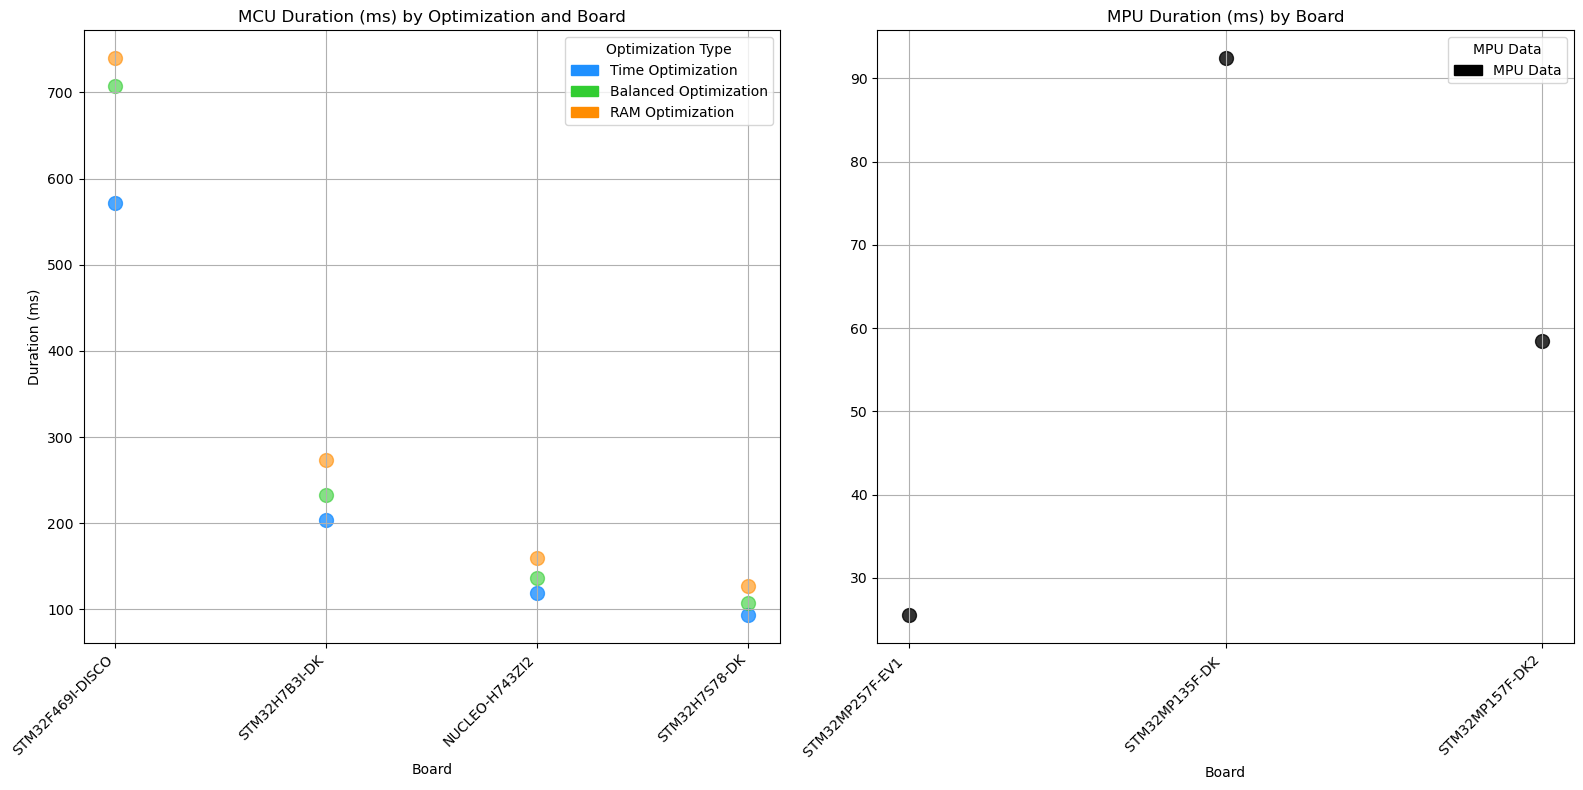 MCU Duration (ms) by Optimization and Board
Optimization Type
Time Optimization
Balanced Optimization
RAM Optimization
Duration (ms)
700
600
500
400
300
200
100
STM32F469I-DISCO
STM32H7B3I-DK
NUCLEO-H743ZI2
STM32H7S78-DK
Board
MPU Duration (ms) by Board
MPU Data
MPU Data
90
80
70
60
50
40
30
STM32MP257F-EV1
STM32MP135F-DK
STM32MP157F-DK2
Board